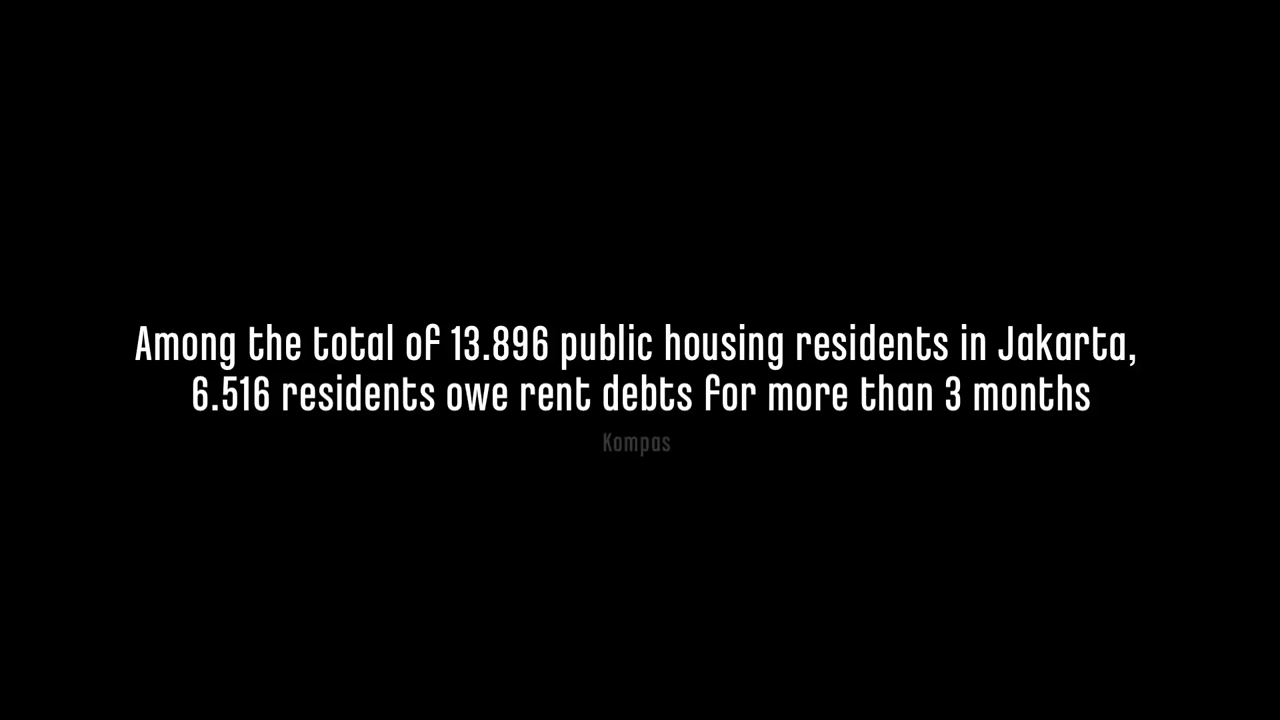 Among the total of 13.896 public housing residents in Jakarta,
6.516 residents owe rent debts for more than 3 months
Kompas